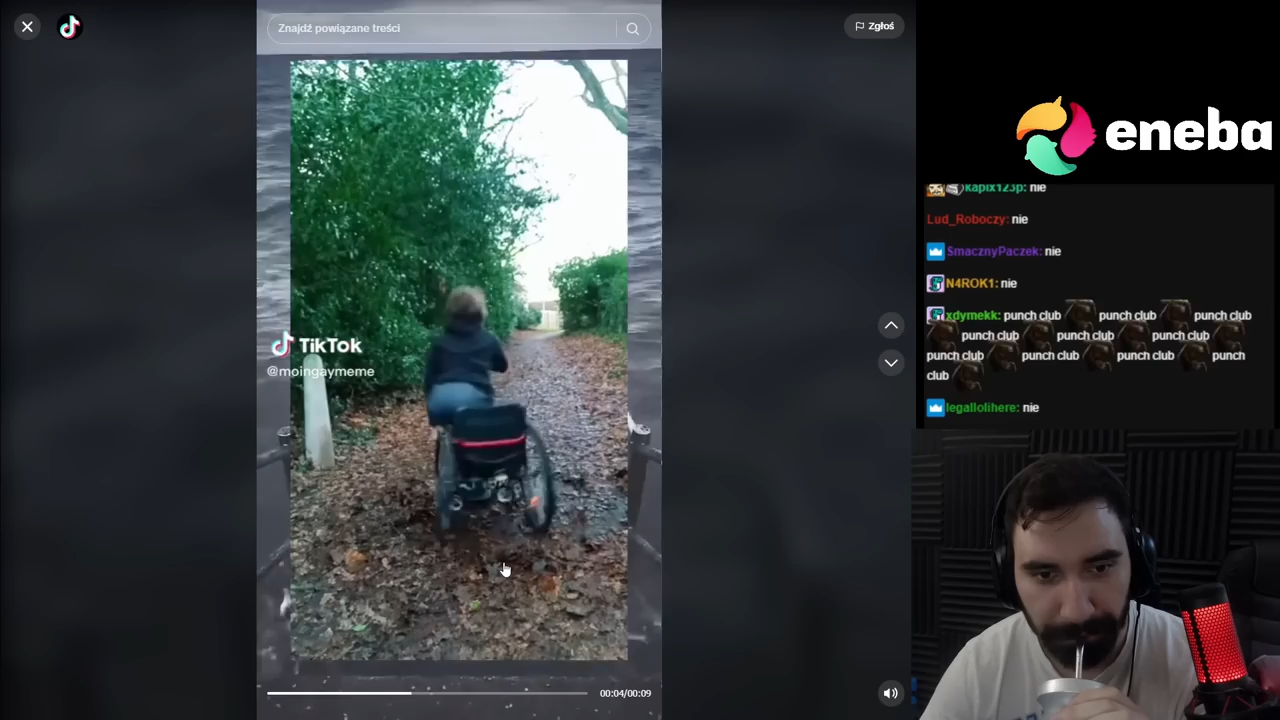 Znajdź powiązane treści
Zgłoś
TikTok
@moingaymeme
00:04/00:09
eneba
kapix123p: nie
Lud_Roboczy: nie
SmacznyPaczek: nie
N4ROK1: nie
xdymekk: punch club punch club punch club
punch club punch club punch club
punch club punch club punch club punch
club
legallolihere: nie